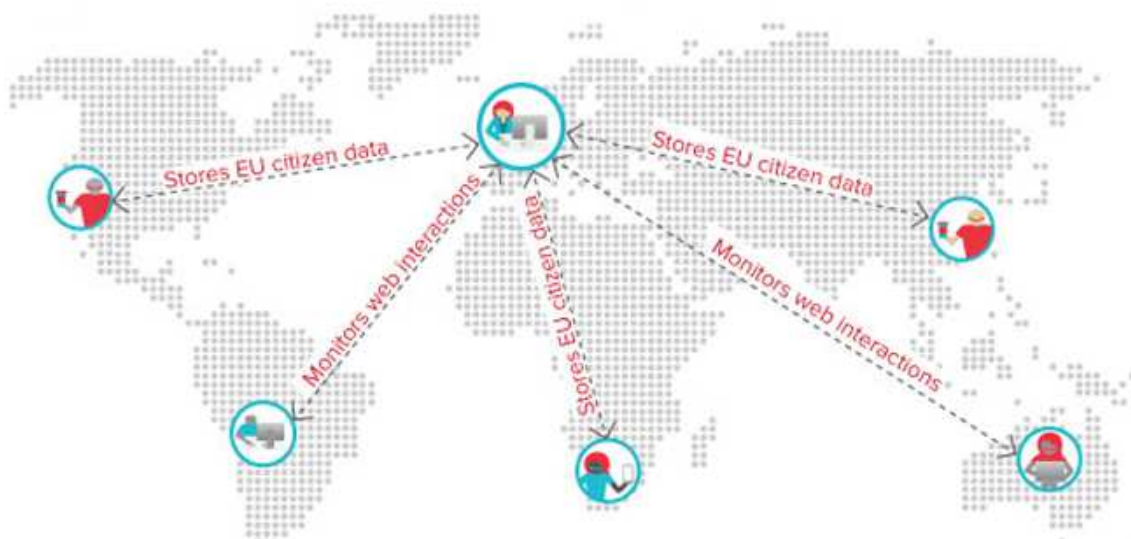 Stores EU citizen data
Stores EU citizen data
Monitors web interactions
Stores EU citizen data
Monitors web interactions